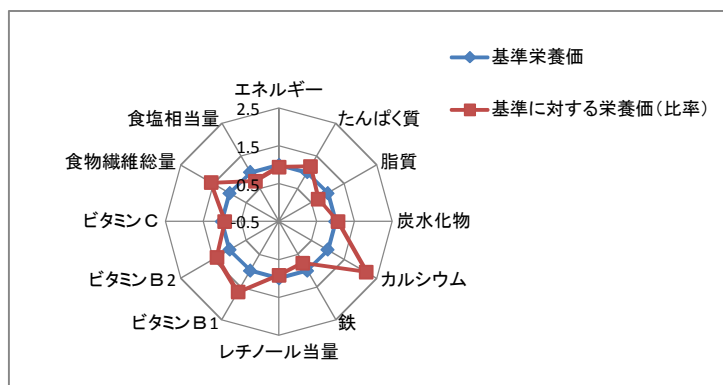 基準栄養価
基準に対する栄養価(比率)
エネルギー
たんぱく質
脂質
炭水化物
カルシウム
鉄
レチノール当量
ビタミンB1
ビタミンB2
ビタミンC
食物繊維総量
食塩相当量
2.5
1.5
0.5
-0.5